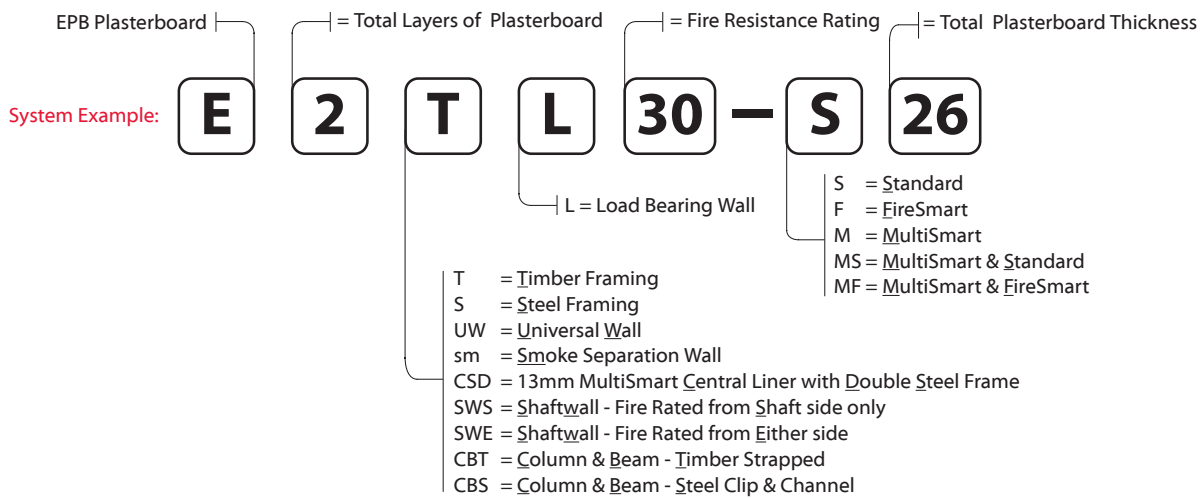 EPB Plasterboard = Total Layers of Plasterboard = Fire Resistance Rating = Total Plasterboard Thickness
System Example: E 2 T L 30 – S 26
L = Load Bearing Wall
S = Standard
F = FireSmart
M = MultiSmart
MS = MultiSmart & Standard
MF = MultiSmart & FireSmart
T = Timber Framing
S = Steel Framing
UW = Universal Wall
sm = Smoke Separation Wall
CSD = 13mm MultiSmart Central Liner with Double Steel Frame
SWS = Shaftwall - Fire Rated from Shaft side only
SWE = Shaftwall - Fire Rated from Either side
CBT = Column & Beam - Timber Strapped
CBS = Column & Beam - Steel Clip & Channel